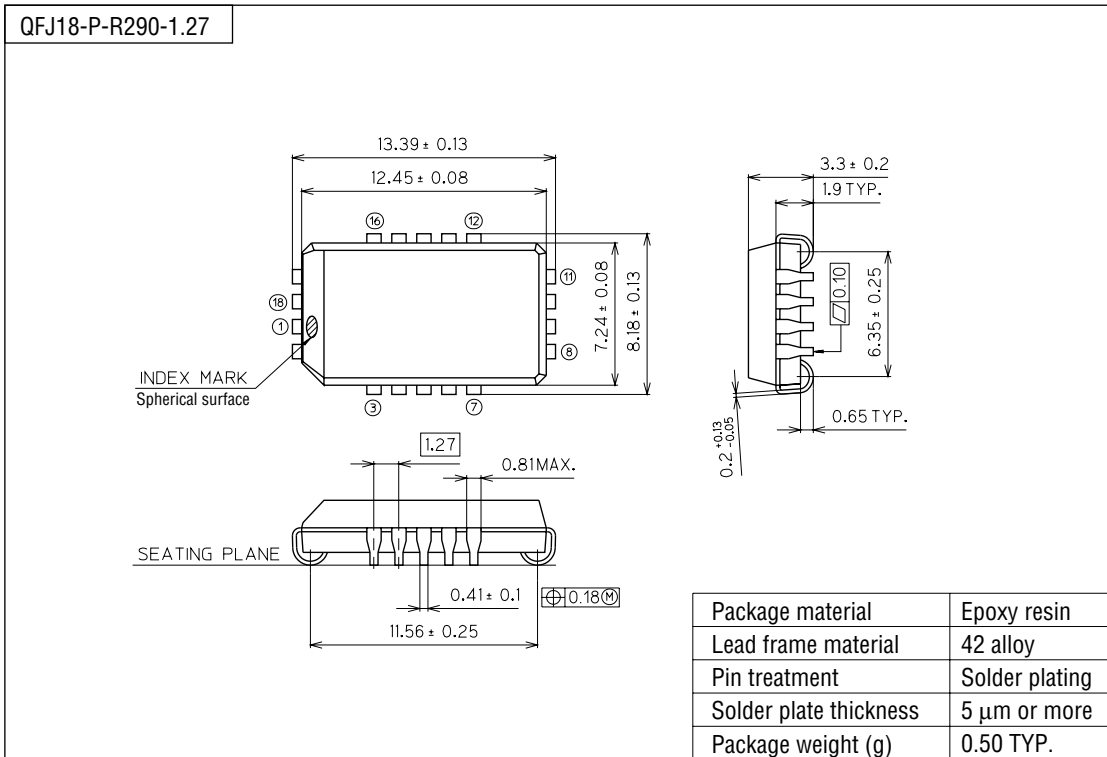 QFJ18-P-R290-1.27
13.39± 0.13
12.45± 0.08
⑯ ⑫
⑱
①
⑪
⑧
③ ⑦
7.24± 0.08
8.18± 0.13
INDEX MARK
Spherical surface
3.3± 0.2
1.9 TYP.
0.10
6.35± 0.25
0.65 TYP.
0.2 +0.13 -0.05
1.27
0.81MAX.
SEATING PLANE
0.41± 0.1
⌖ 0.18Ⓜ
11.56± 0.25
Package material Epoxy resin
Lead frame material 42 alloy
Pin treatment Solder plating
Solder plate thickness 5 µm or more
Package weight (g) 0.50 TYP.